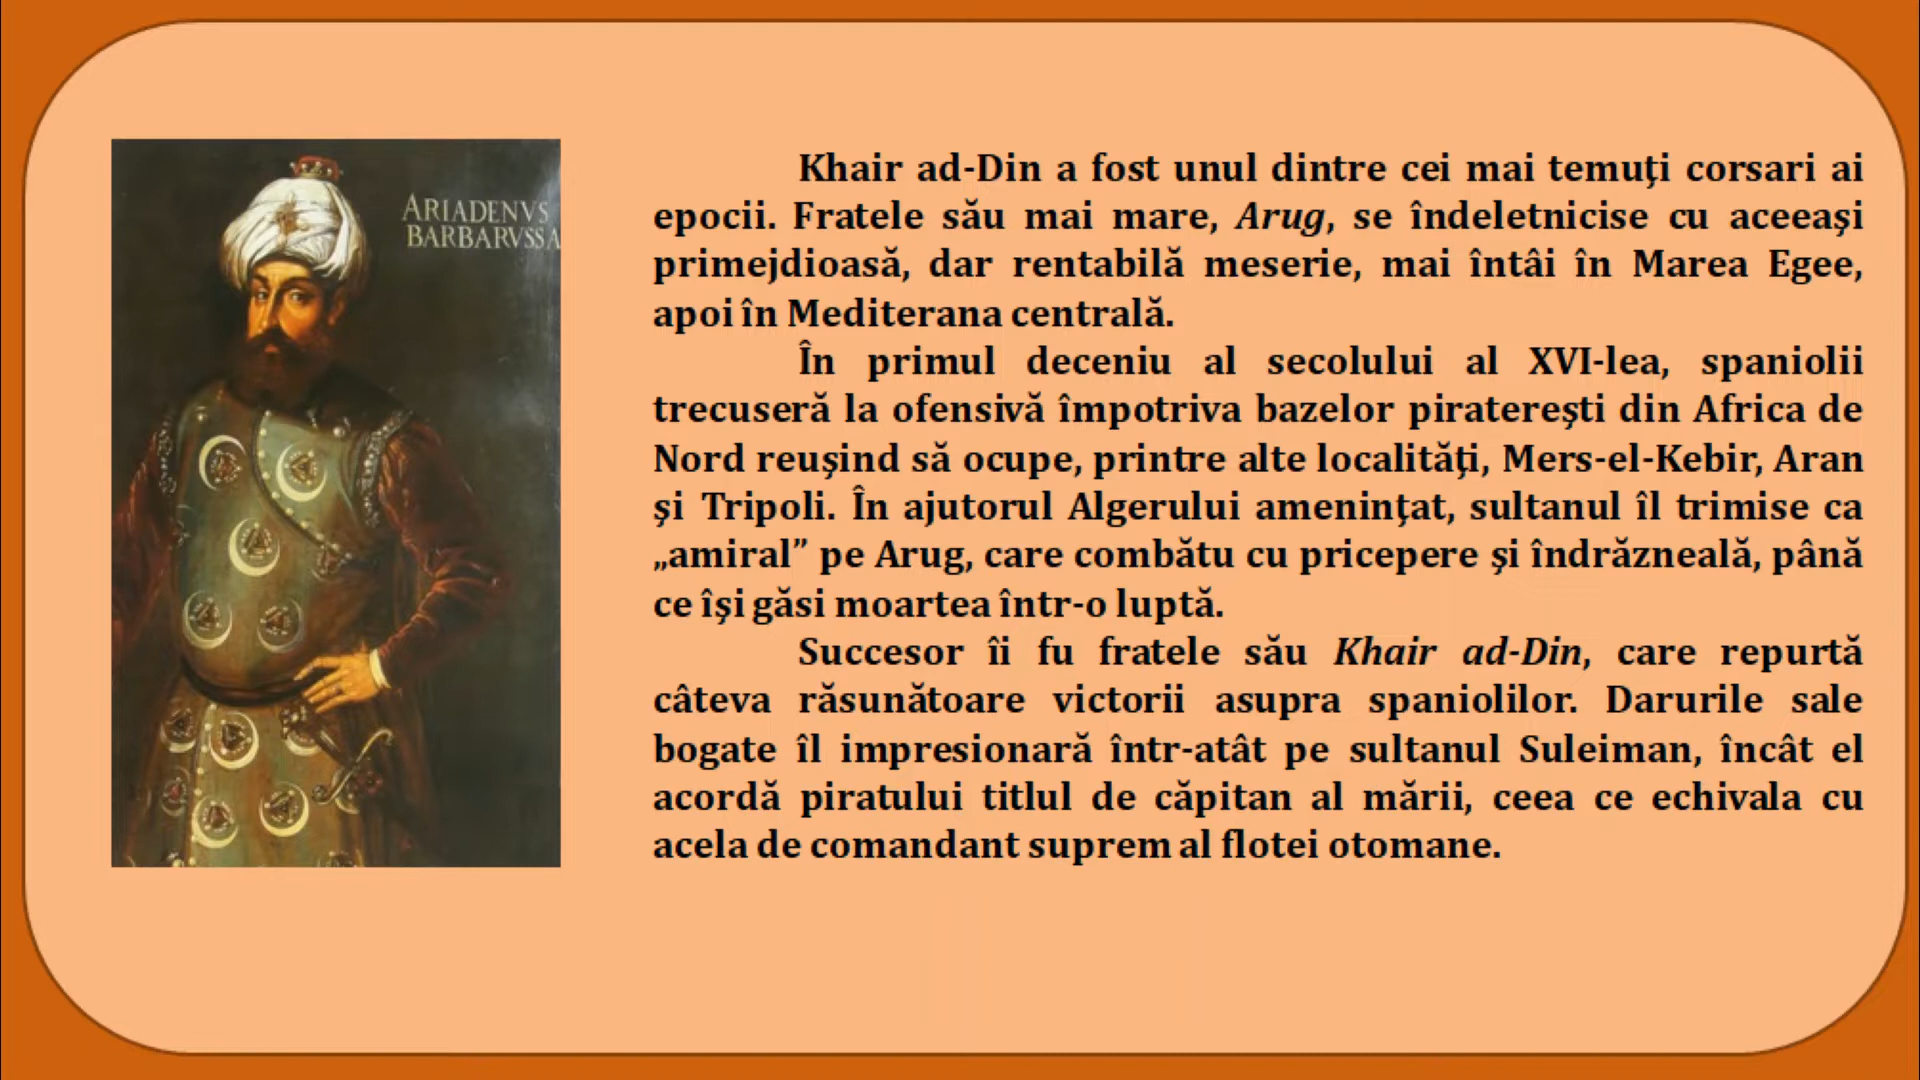 ARIADENVS
BARBARVSSA
Khair ad-Din a fost unul dintre cei mai temuţi corsari ai
epocii. Fratele său mai mare, Arug, se îndeletnicise cu aceeaşi
primejdioasă, dar rentabilă meserie, mai întâi în Marea Egee,
apoi în Mediterana centrală.
În primul deceniu al secolului al XVI-lea, spaniolii
trecuseră la ofensivă împotriva bazelor piratereşti din Africa de
Nord reuşind să ocupe, printre alte localităţi, Mers-el-Kebir, Aran
şi Tripoli. În ajutorul Algerului ameninţat, sultanul îl trimise ca
„amiral” pe Arug, care combătu cu pricepere şi îndrăzneală, până
ce îşi găsi moartea într-o luptă.
Succesor îi fu fratele său Khair ad-Din, care repurtă
câteva răsunătoare victorii asupra spaniolilor. Darurile sale
bogate îl impresionară într-atât pe sultanul Suleiman, încât el
acordă piratului titlul de căpitan al mării, ceea ce echivala cu
acela de comandant suprem al flotei otomane.